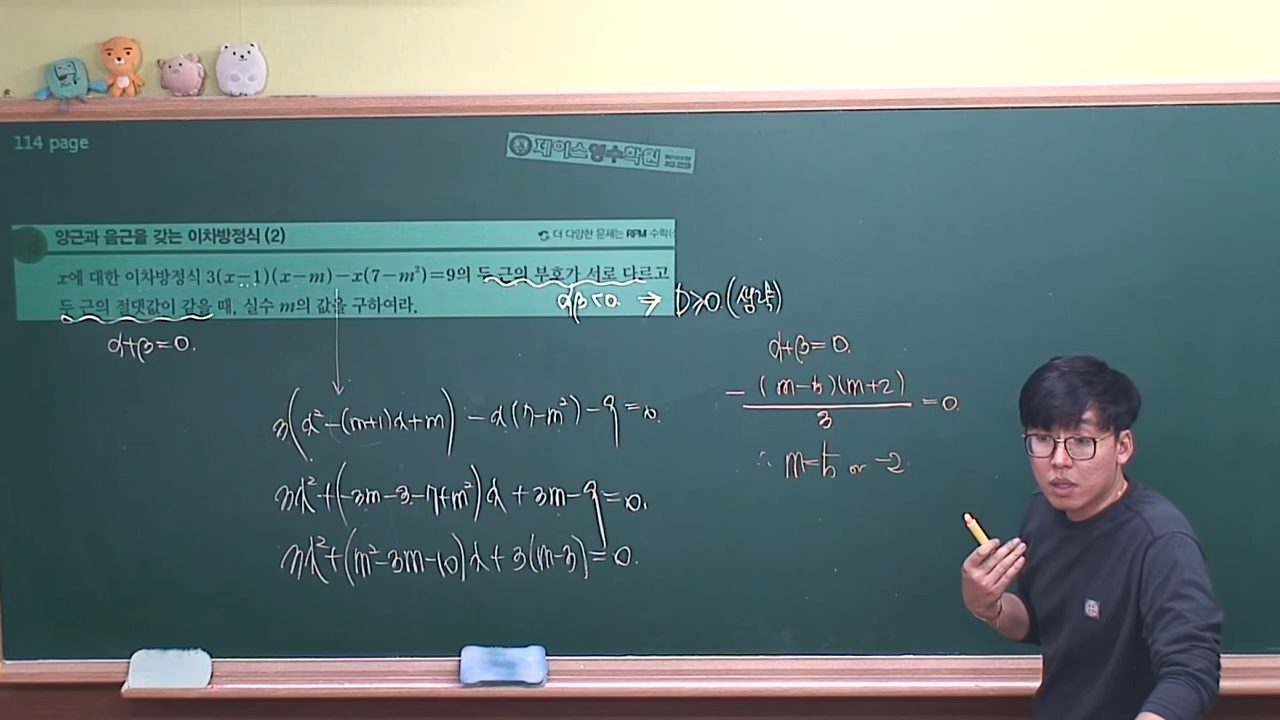 114 page
제이스영수학원
양근과 음근을 갖는 이차방정식 (2)
더 다양한 문제는 RPM 수학(
x에 대한 이차방정식 3(x-1)(x-m)-x(7-m²)=9의 두 근의 부호가 서로 다르고
두 근의 절댓값이 같을 때, 실수 m의 값을 구하여라.
αβ<0. ⇒ D≥0 (생략)
α+β=0.
3(x²-(m+1)x+m) - x(7-m²)-9=0.
3x²+(-3m-3-7+m²)x+3m-9=0.
3x²+(m²-3m-10)x+3(m-3)=0.
α+β=0.
-(m-5)(m+2)/3 =0.
∴ m=5 or -2